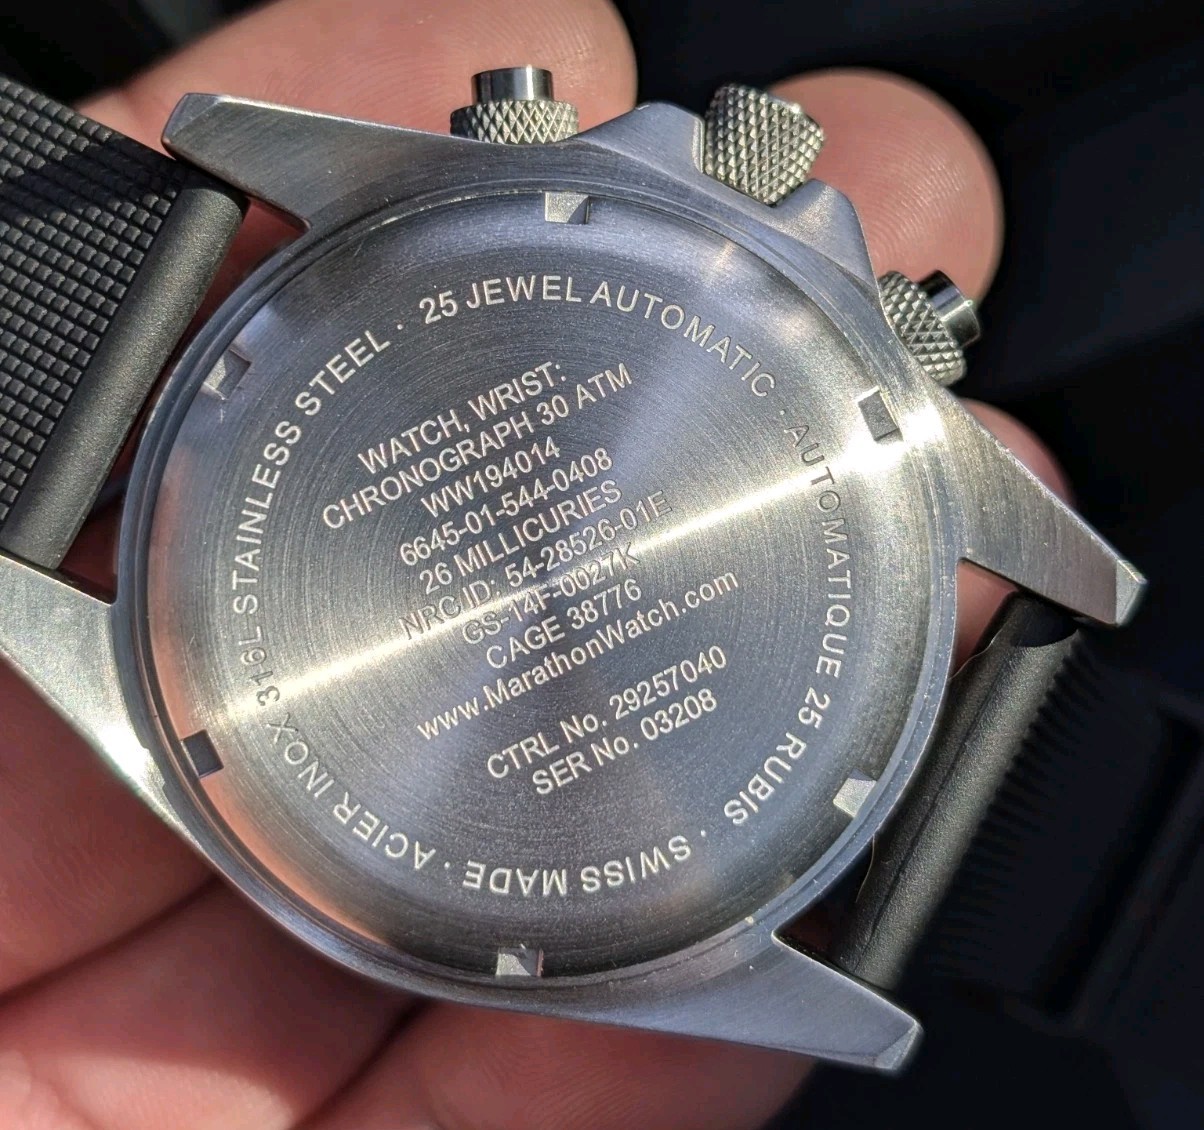 316L STAINLESS STEEL · 25 JEWEL AUTOMATIC · AUTOMATIQUE 25 RUBIS · SWISS MADE · ACIER INOX
WATCH, WRIST:
CHRONOGRAPH 30 ATM
WW194014
6645-01-544-0408
26 MILLICURIES
NRC ID: 54-28526-01E
GS-14F-0027K
CAGE 38776
www.MarathonWatch.com
CTRL No. 29257040
SER No. 03208